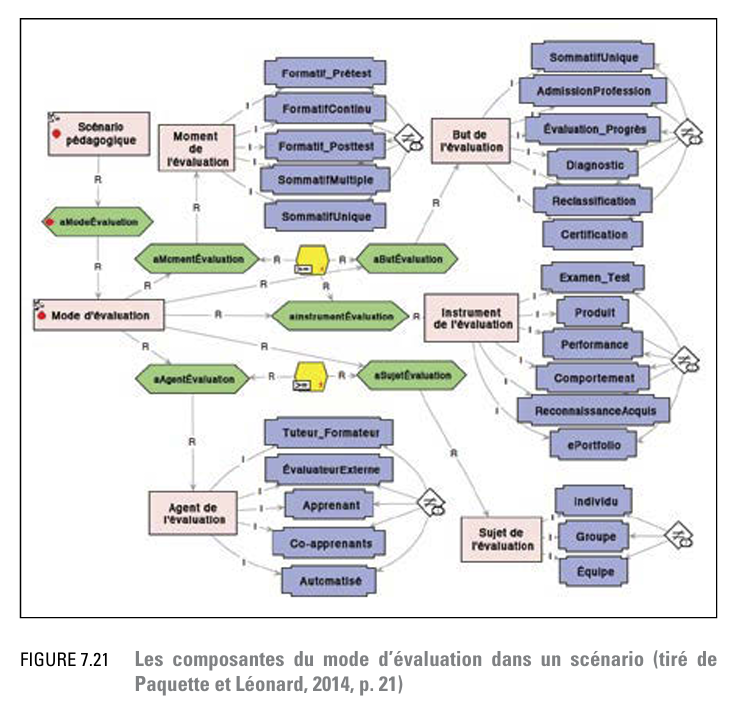 Scénario
pédagogique
R
aModeÉvaluation
R
Mode d'évaluation
Moment
de
l'évaluation
I
I
I
I
I
Formatif_Prétest
FormatifContinu
Formatif_Posttest
SommatifMultiple
SommatifUnique
But de
l'évaluation
I
I
I
I
I
I
SommatifUnique
AdmissionProfession
Évaluation_Progrès
Diagnostic
Reclassification
Certification
R
R
aMomentÉvaluation
R
R
aButÉvaluation
R
R
R
R
aInstrumentÉvaluation
R
Instrument
de l'évaluation
I
I
I
I
I
I
Examen_Test
Produit
Performance
Comportement
ReconnaissanceAcquis
ePortfolio
R
R
aAgentÉvaluation
R
R
aSujetÉvaluation
R
R
Agent de
l'évaluation
I
I
I
I
I
Tuteur_Formateur
ÉvaluateurExterne
Apprenant
Co-apprenants
Automatisé
Sujet de
l'évaluation
I
I
I
Individu
Groupe
Équipe
FIGURE 7.21 Les composantes du mode d'évaluation dans un scénario (tiré de
Paquette et Léonard, 2014, p. 21)